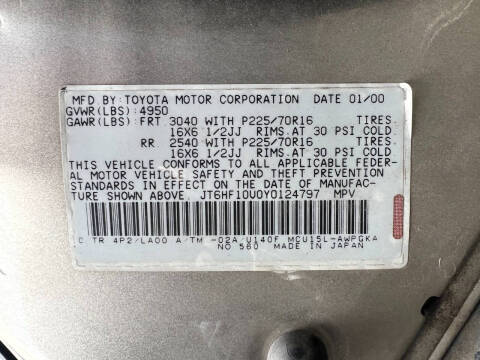 MFD.BY:TOYOTA MOTOR CORPORATION DATE 01/00
GVWR(LBS):4950
GAWR(LBS):FRT 3040 WITH P225/70R16 TIRES.
16X6 1/2JJ RIMS.AT 30 PSI COLD.
RR 2540 WITH P225/70R16 TIRES.
16X6 1/2JJ RIMS.AT 30 PSI COLD.
THIS VEHICLE CONFORMS TO ALL APPLICABLE FEDER-
AL MOTOR VEHICLE SAFETY AND THEFT PREVENTION
STANDARDS IN EFFECT ON THE DATE OF MANUFAC-
TURE SHOWN ABOVE. JT6HF10U0Y0124797 MPV
C TR 4P2/LA00 A/TM -02A/U140F MCU15L-AWPGKA
NO 560 MADE IN JAPAN